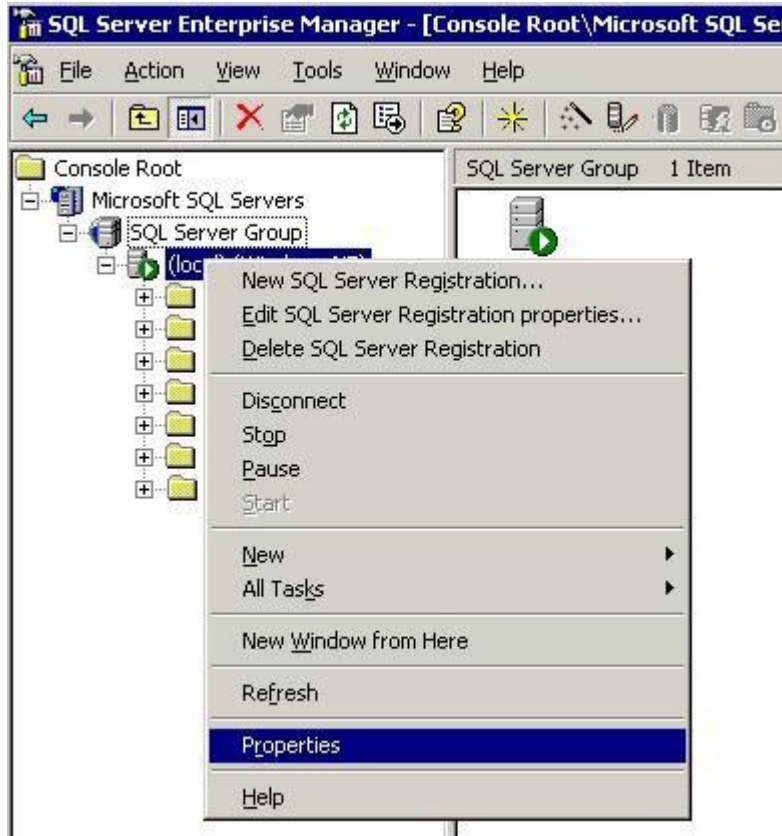 SQL Server Enterprise Manager - [Console Root\Microsoft SQL Se
File Action View Tools Window Help
Console Root
SQL Server Group 1 Item
Microsoft SQL Servers
SQL Server Group
(local)
New SQL Server Registration...
Edit SQL Server Registration properties...
Delete SQL Server Registration
Disconnect
Stop
Pause
Start
New
All Tasks
New Window from Here
Refresh
Properties
Help